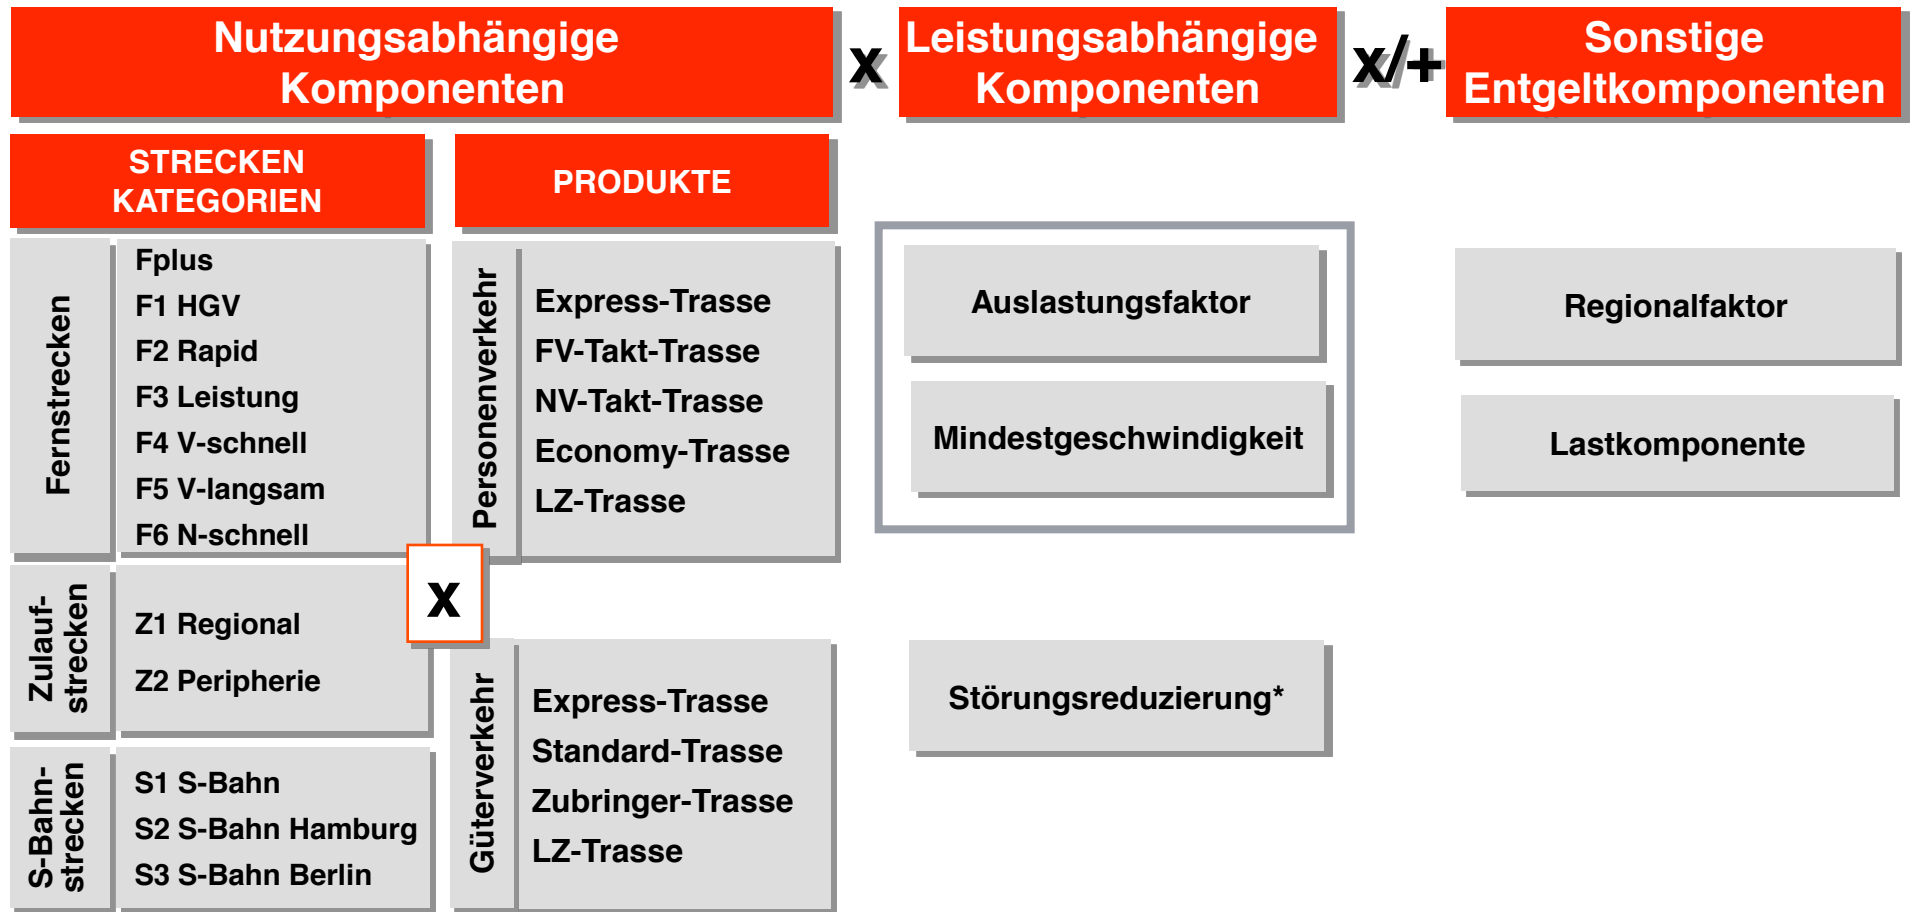 Nutzungsabhängige
Komponenten
x
Leistungsabhängige
Komponenten
x/+
Sonstige
Entgeltkomponenten
STRECKEN
KATEGORIEN
PRODUKTE
Fernstrecken
Fplus
F1 HGV
F2 Rapid
F3 Leistung
F4 V-schnell
F5 V-langsam
F6 N-schnell
Zulauf-
strecken
Z1 Regional
Z2 Peripherie
S-Bahn-
strecken
S1 S-Bahn
S2 S-Bahn Hamburg
S3 S-Bahn Berlin
x
Personenverkehr
Express-Trasse
FV-Takt-Trasse
NV-Takt-Trasse
Economy-Trasse
LZ-Trasse
Güterverkehr
Express-Trasse
Standard-Trasse
Zubringer-Trasse
LZ-Trasse
Auslastungsfaktor
Mindestgeschwindigkeit
Störungsreduzierung*
Regionalfaktor
Lastkomponente